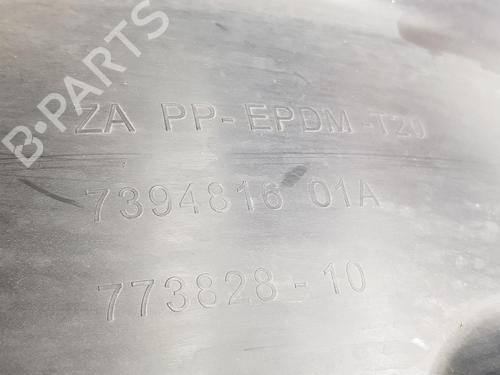 B-PARTS
ZA PP-EPDM-T20
7394816 01A
773828-10